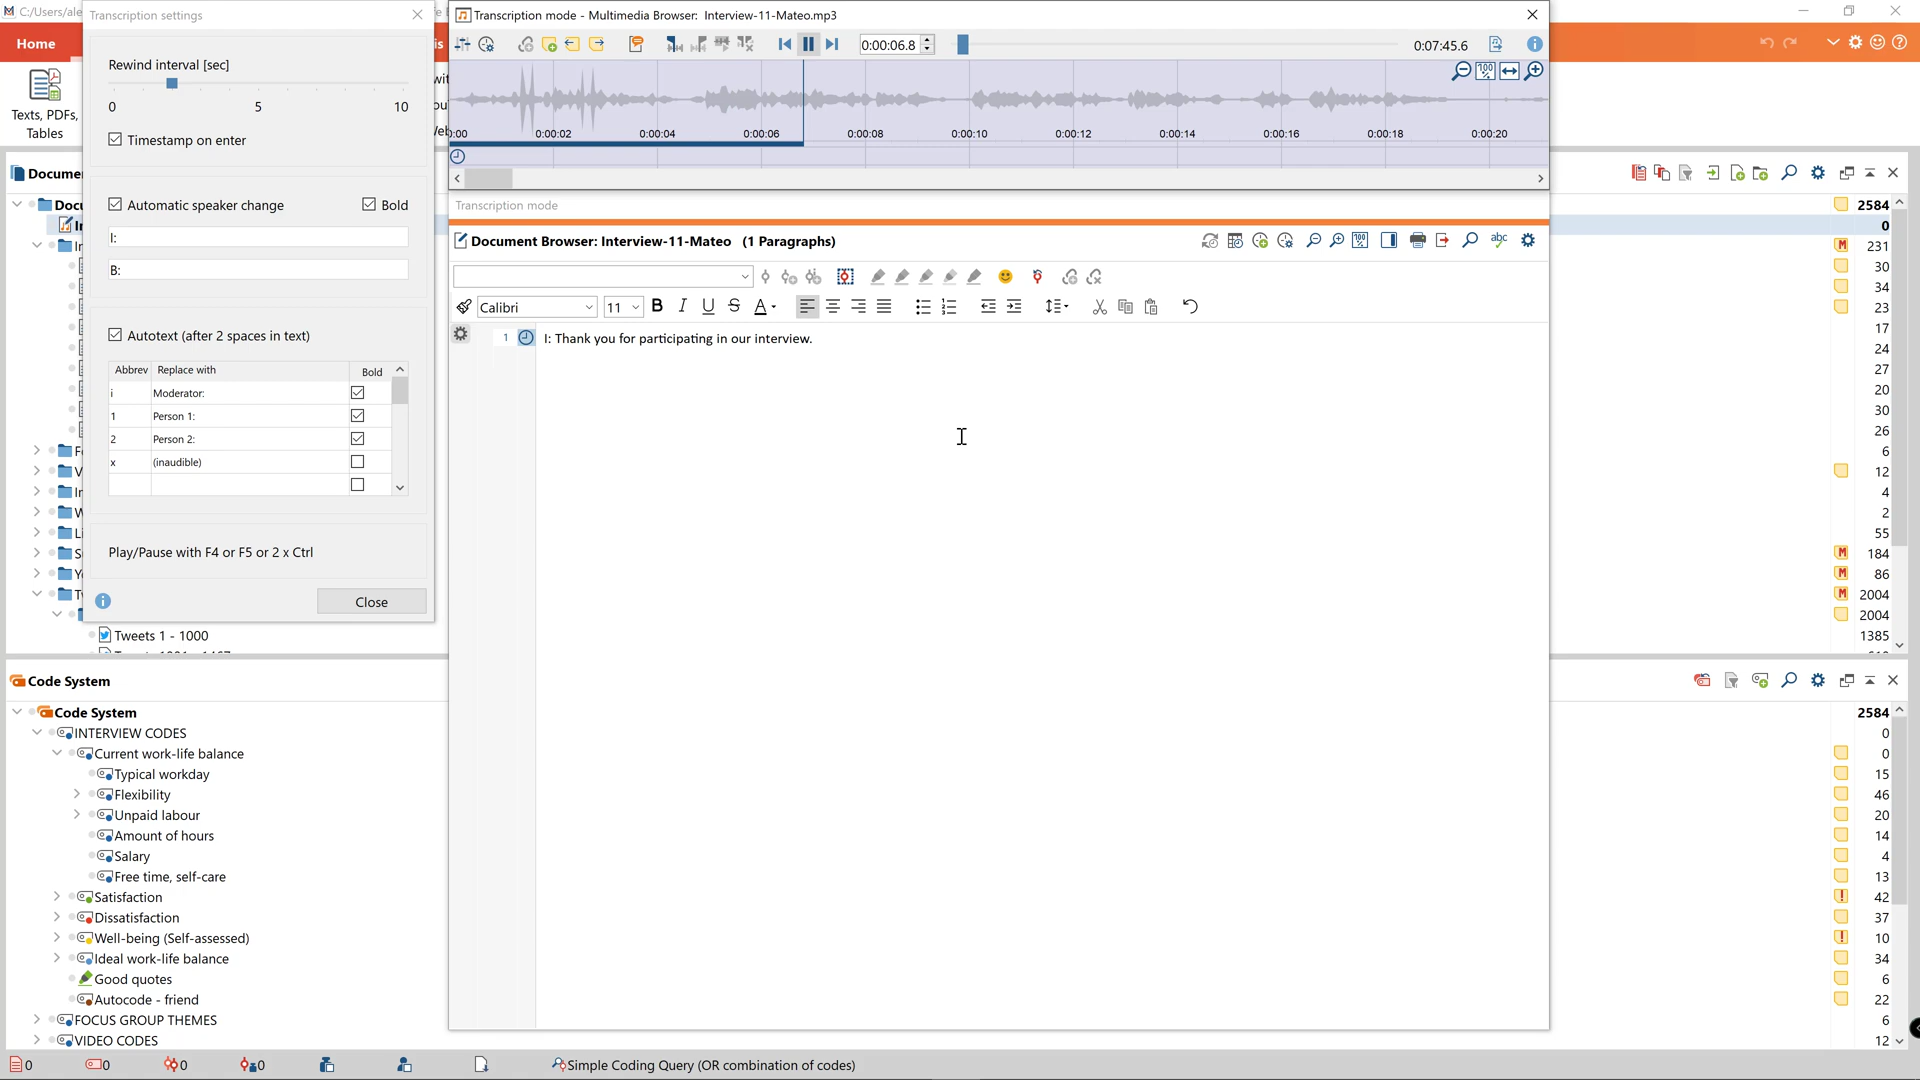 C:/Users/ale
Transcription settings
Transcription mode - Multimedia Browser: Interview-11-Mateo.mp3
Home
Rewind interval [sec]
0 5 10
Timestamp on enter
0:00:06.8
0:07:45.6
100 %
Texts, PDFs,
Tables
0:00 0:00:02 0:00:04 0:00:06 0:00:08 0:00:10 0:00:12 0:00:14 0:00:16 0:00:18 0:00:20
Automatic speaker change
Bold
I:
B:
Transcription mode
Document Browser: Interview-11-Mateo (1 Paragraphs)
Calibri 11 B I U S A
1 I: Thank you for participating in our interview.
Autotext (after 2 spaces in text)
Abbrev Replace with Bold
i Moderator:
1 Person 1:
2 Person 2:
x (inaudible)
Play/Pause with F4 or F5 or 2 x Ctrl
Close
Tweets 1 - 1000
2584
0
M 231
30
34
23
17
24
27
20
30
26
6
12
4
2
55
M 184
M 86
M 2004
2004
1385
Code System
Code System 2584
INTERVIEW CODES 0
Current work-life balance 0
Typical workday 15
Flexibility 46
Unpaid labour 20
Amount of hours 14
Salary 4
Free time, self-care 13
Satisfaction 42
Dissatisfaction 37
Well-being (Self-assessed) 10
Ideal work-life balance 34
Good quotes 6
Autocode - friend 22
FOCUS GROUP THEMES 6
VIDEO CODES 12
0 0 0 0
Simple Coding Query (OR combination of codes)